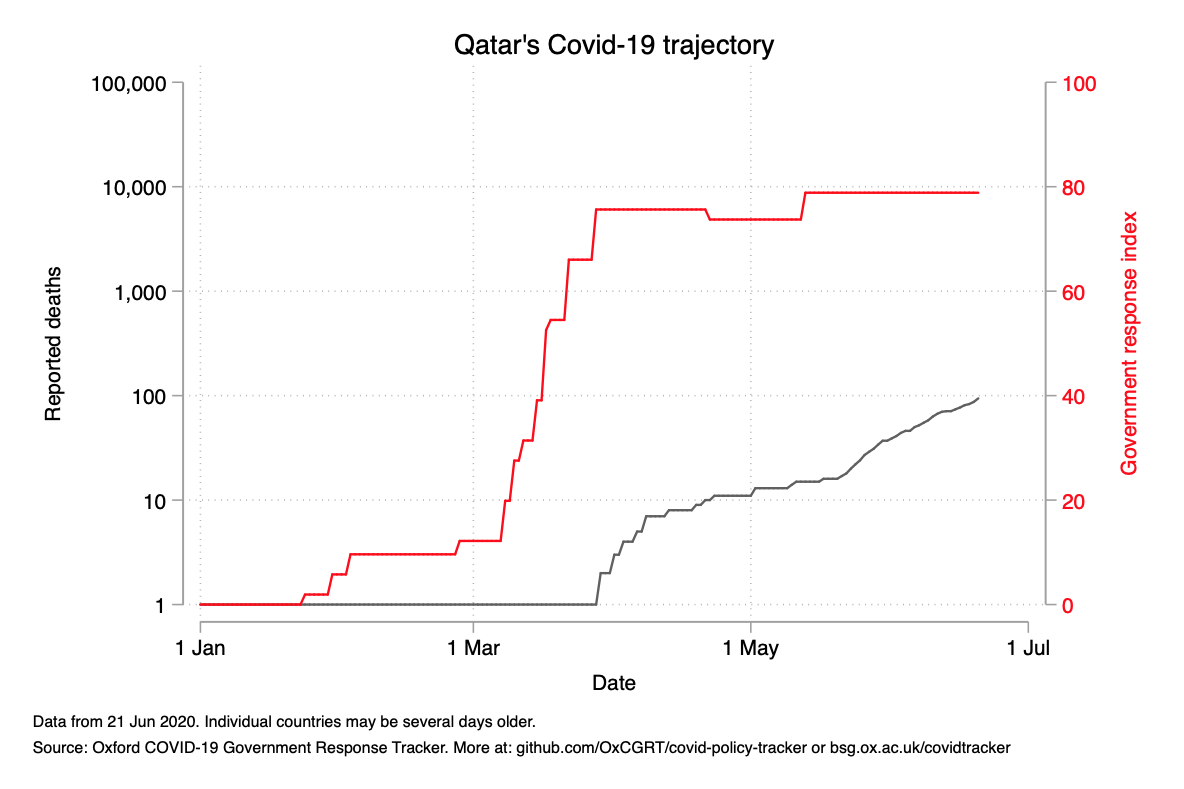 Qatar's Covid-19 trajectory
100,000
10,000
1,000
100
10
1
Reported deaths
100
80
60
40
20
0
Government response index
1 Jan
1 Mar
1 May
1 Jul
Date
Data from 21 Jun 2020. Individual countries may be several days older.
Source: Oxford COVID-19 Government Response Tracker. More at: github.com/OxCGRT/covid-policy-tracker or bsg.ox.ac.uk/covidtracker